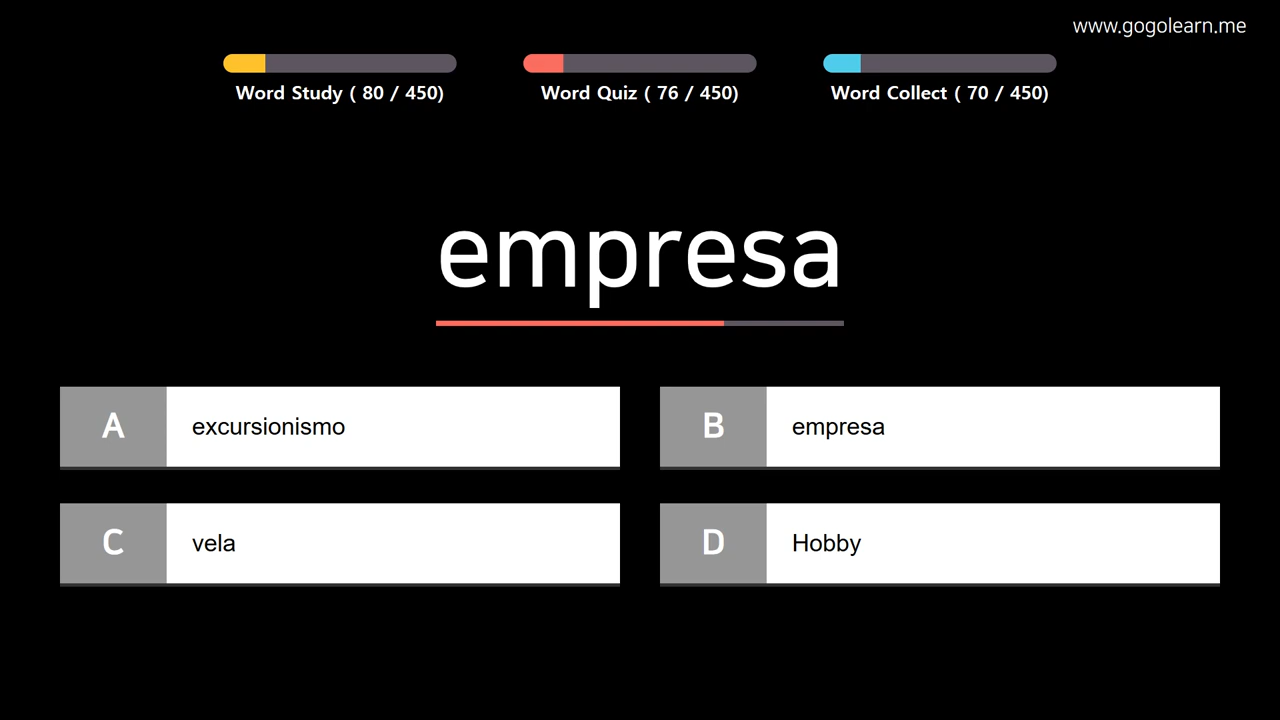 www.gogolearn.me
Word Study ( 80 / 450)
Word Quiz ( 76 / 450)
Word Collect ( 70 / 450)
empresa
A excursionismo
B empresa
C vela
D Hobby